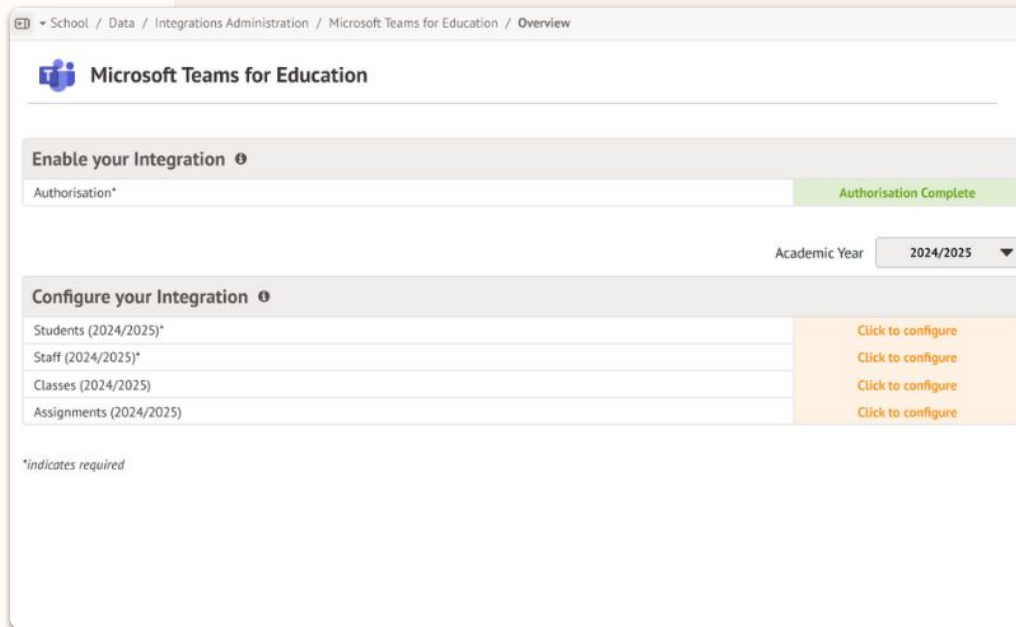 School / Data / Integrations Administration / Microsoft Teams for Education / Overview
Microsoft Teams for Education
Enable your Integration
Authorisation* Authorisation Complete
Academic Year 2024/2025
Configure your Integration
Students (2024/2025)* Click to configure
Staff (2024/2025)* Click to configure
Classes (2024/2025) Click to configure
Assignments (2024/2025) Click to configure
*indicates required